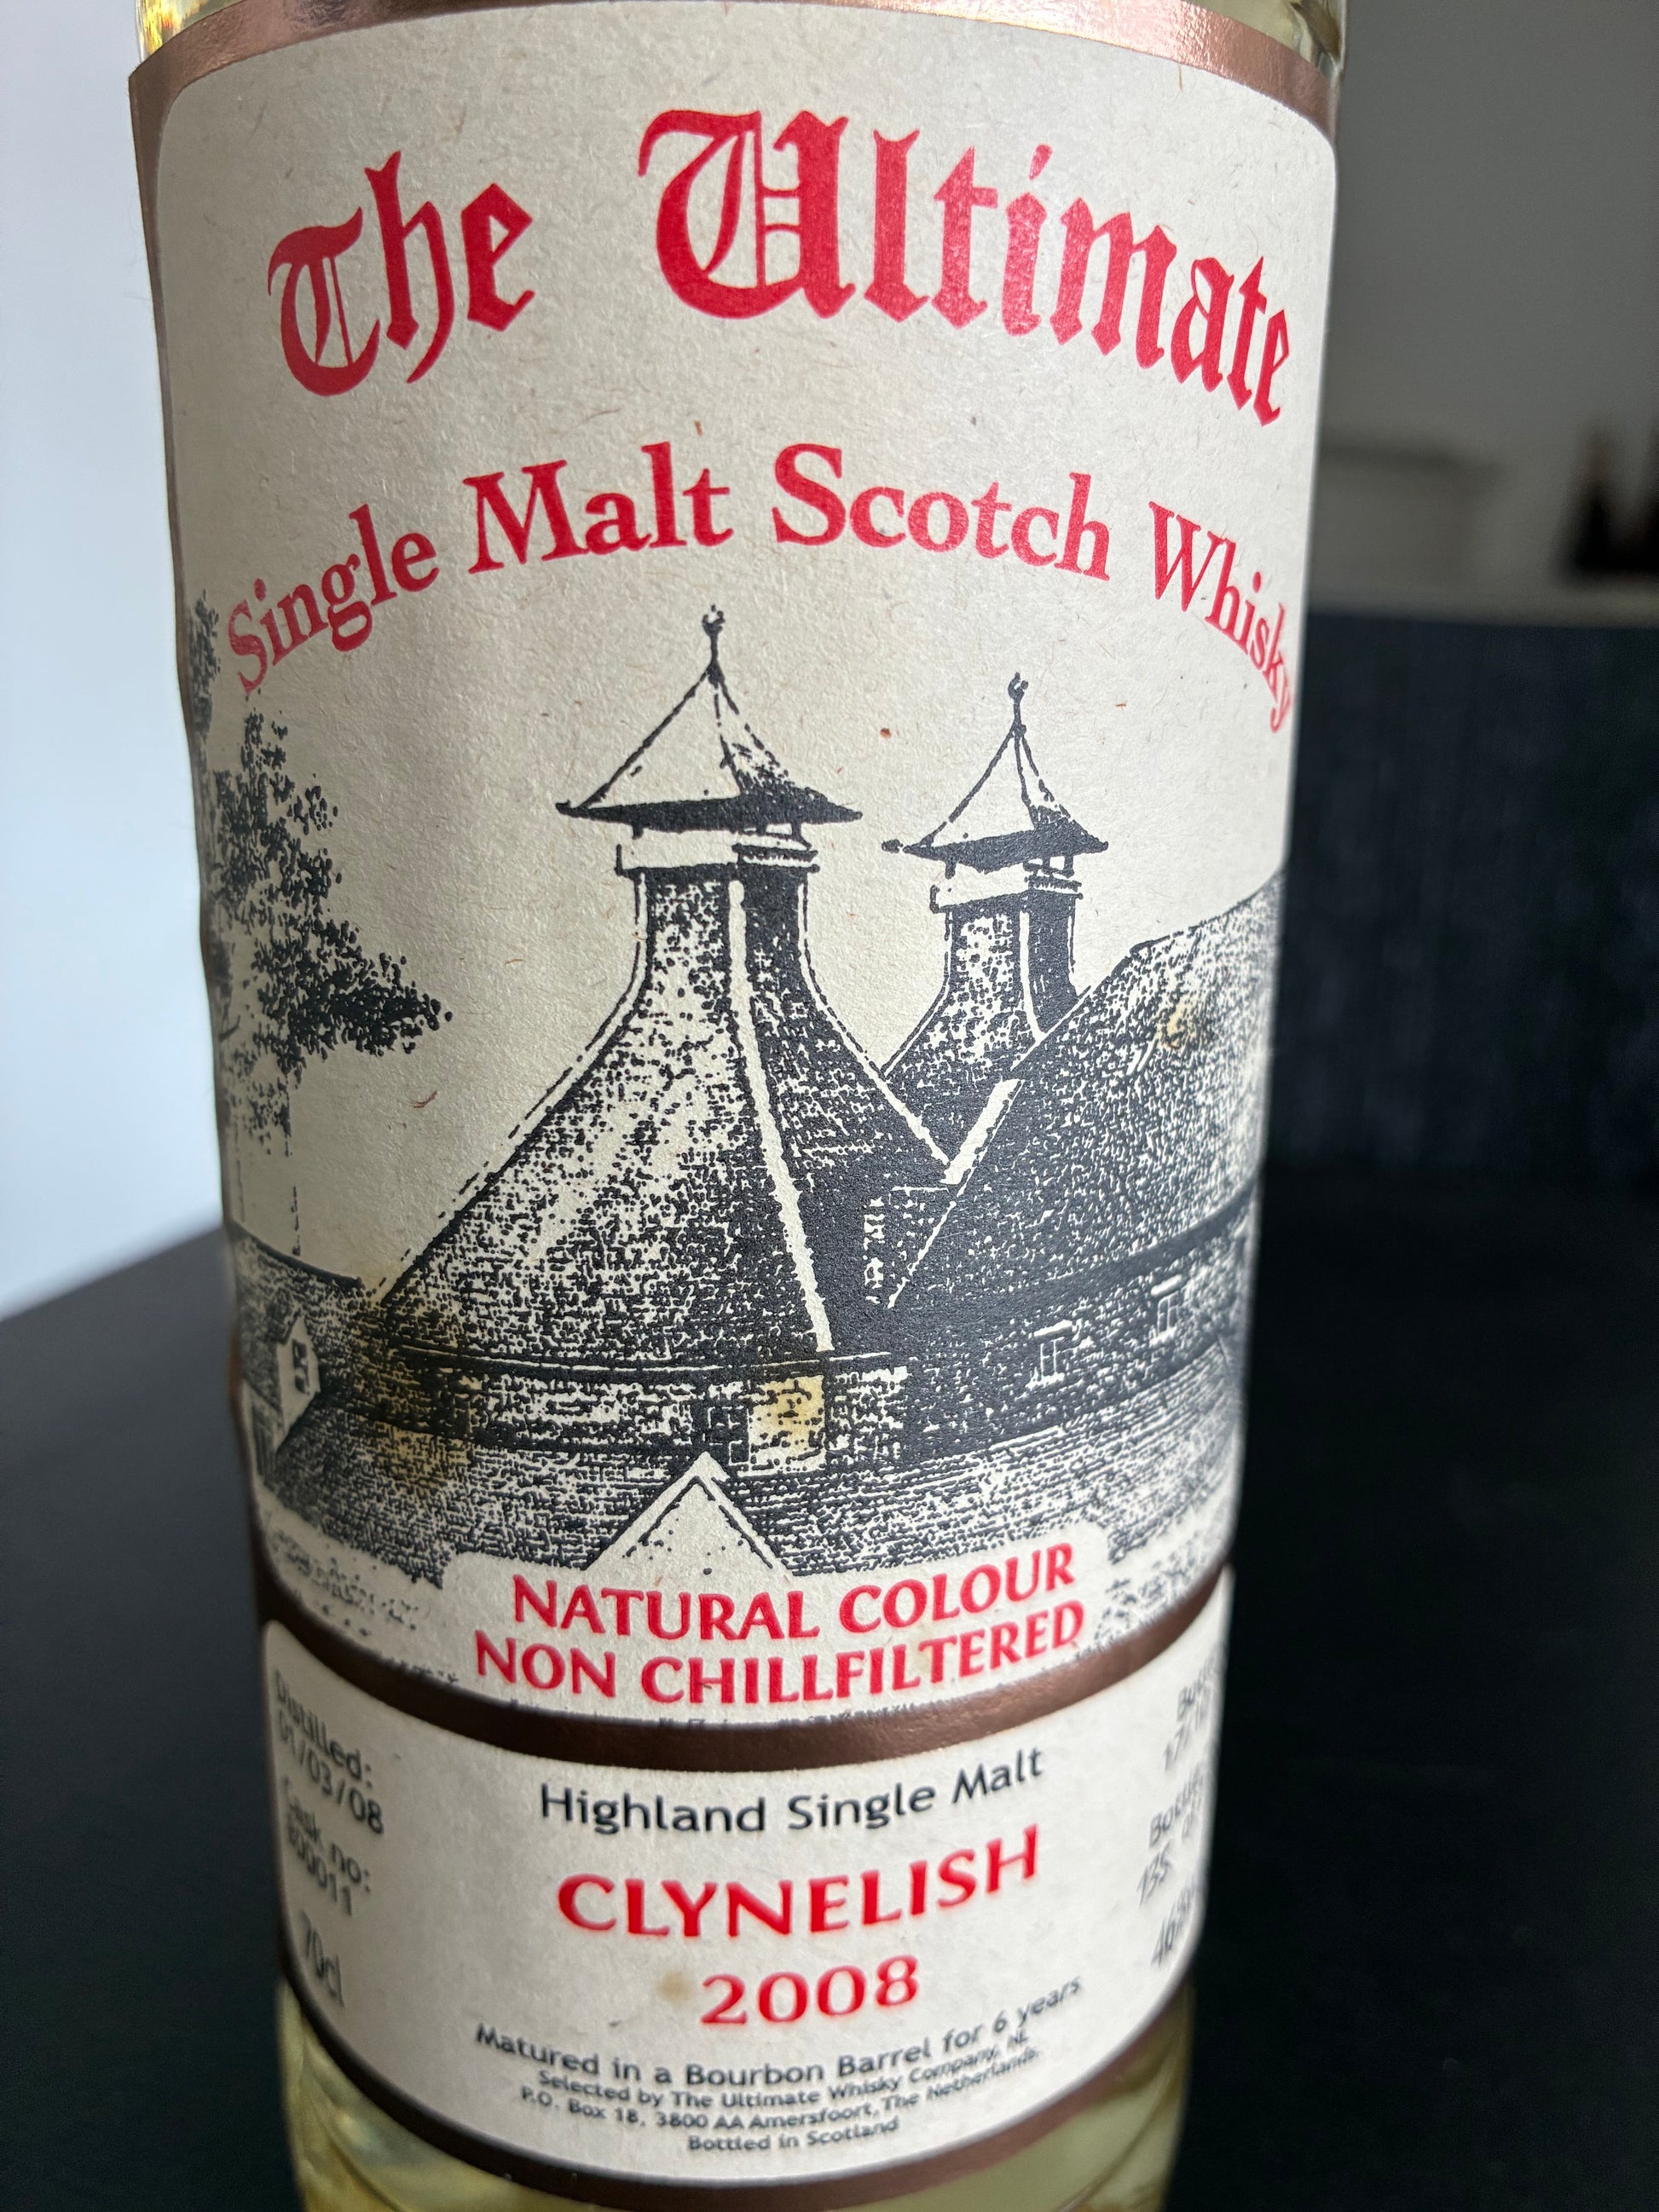 The Ultimate
Single Malt Scotch Whisky
NATURAL COLOUR
NON CHILLFILTERED
Distilled:
01/03/08
Cask no:
800011
70cl
Highland Single Malt
CLYNELISH
2008
Matured in a Bourbon Barrel for 6 years
Selected by The Ultimate Whisky Company, NL
P.O. Box 18, 3800 AA Amersfoort, The Netherlands.
Bottled in Scotland